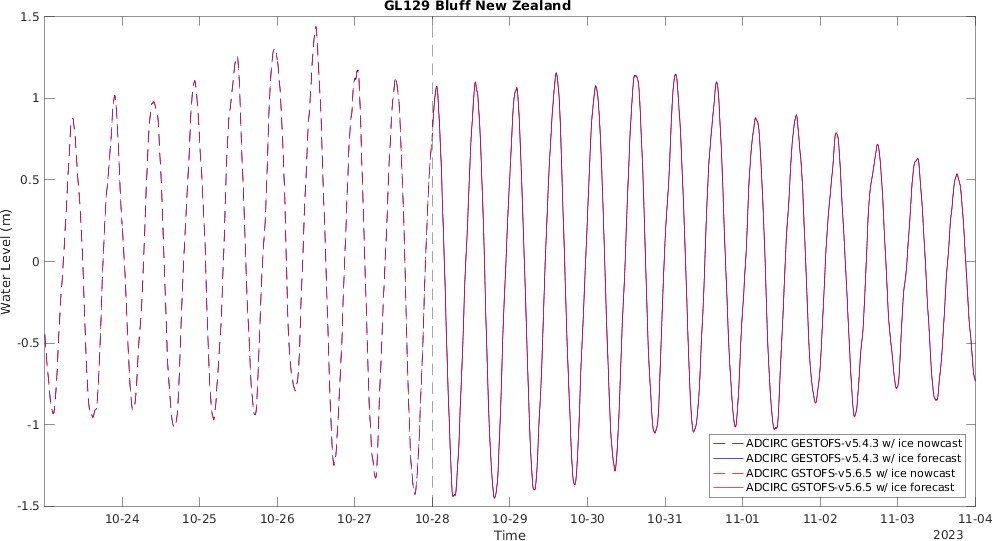 GL129 Bluff New Zealand
1.5
1
0.5
0
-0.5
-1
-1.5
Water Level (m)
ADCIRC GESTOFS-v5.4.3 w/ ice nowcast
ADCIRC GESTOFS-v5.4.3 w/ ice forecast
ADCIRC GSTOFS-v5.6.5 w/ ice nowcast
ADCIRC GSTOFS-v5.6.5 w/ ice forecast
10-24 10-25 10-26 10-27 10-28 10-29 10-30 10-31 11-01 11-02 11-03 11-04
Time 2023